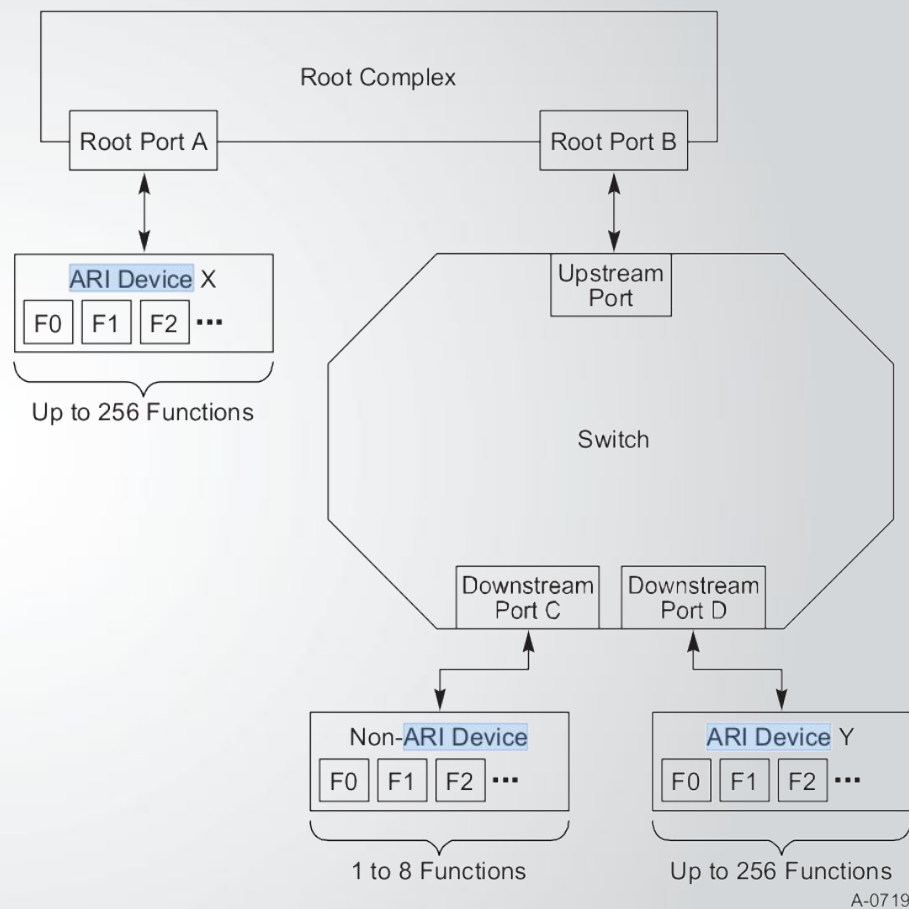 Root Complex
Root Port A
Root Port B
ARI Device X
F0 F1 F2 ...
Up to 256 Functions
Upstream
Port
Switch
Downstream
Port C
Downstream
Port D
Non-ARI Device
F0 F1 F2 ...
1 to 8 Functions
ARI Device Y
F0 F1 F2 ...
Up to 256 Functions
A-0719